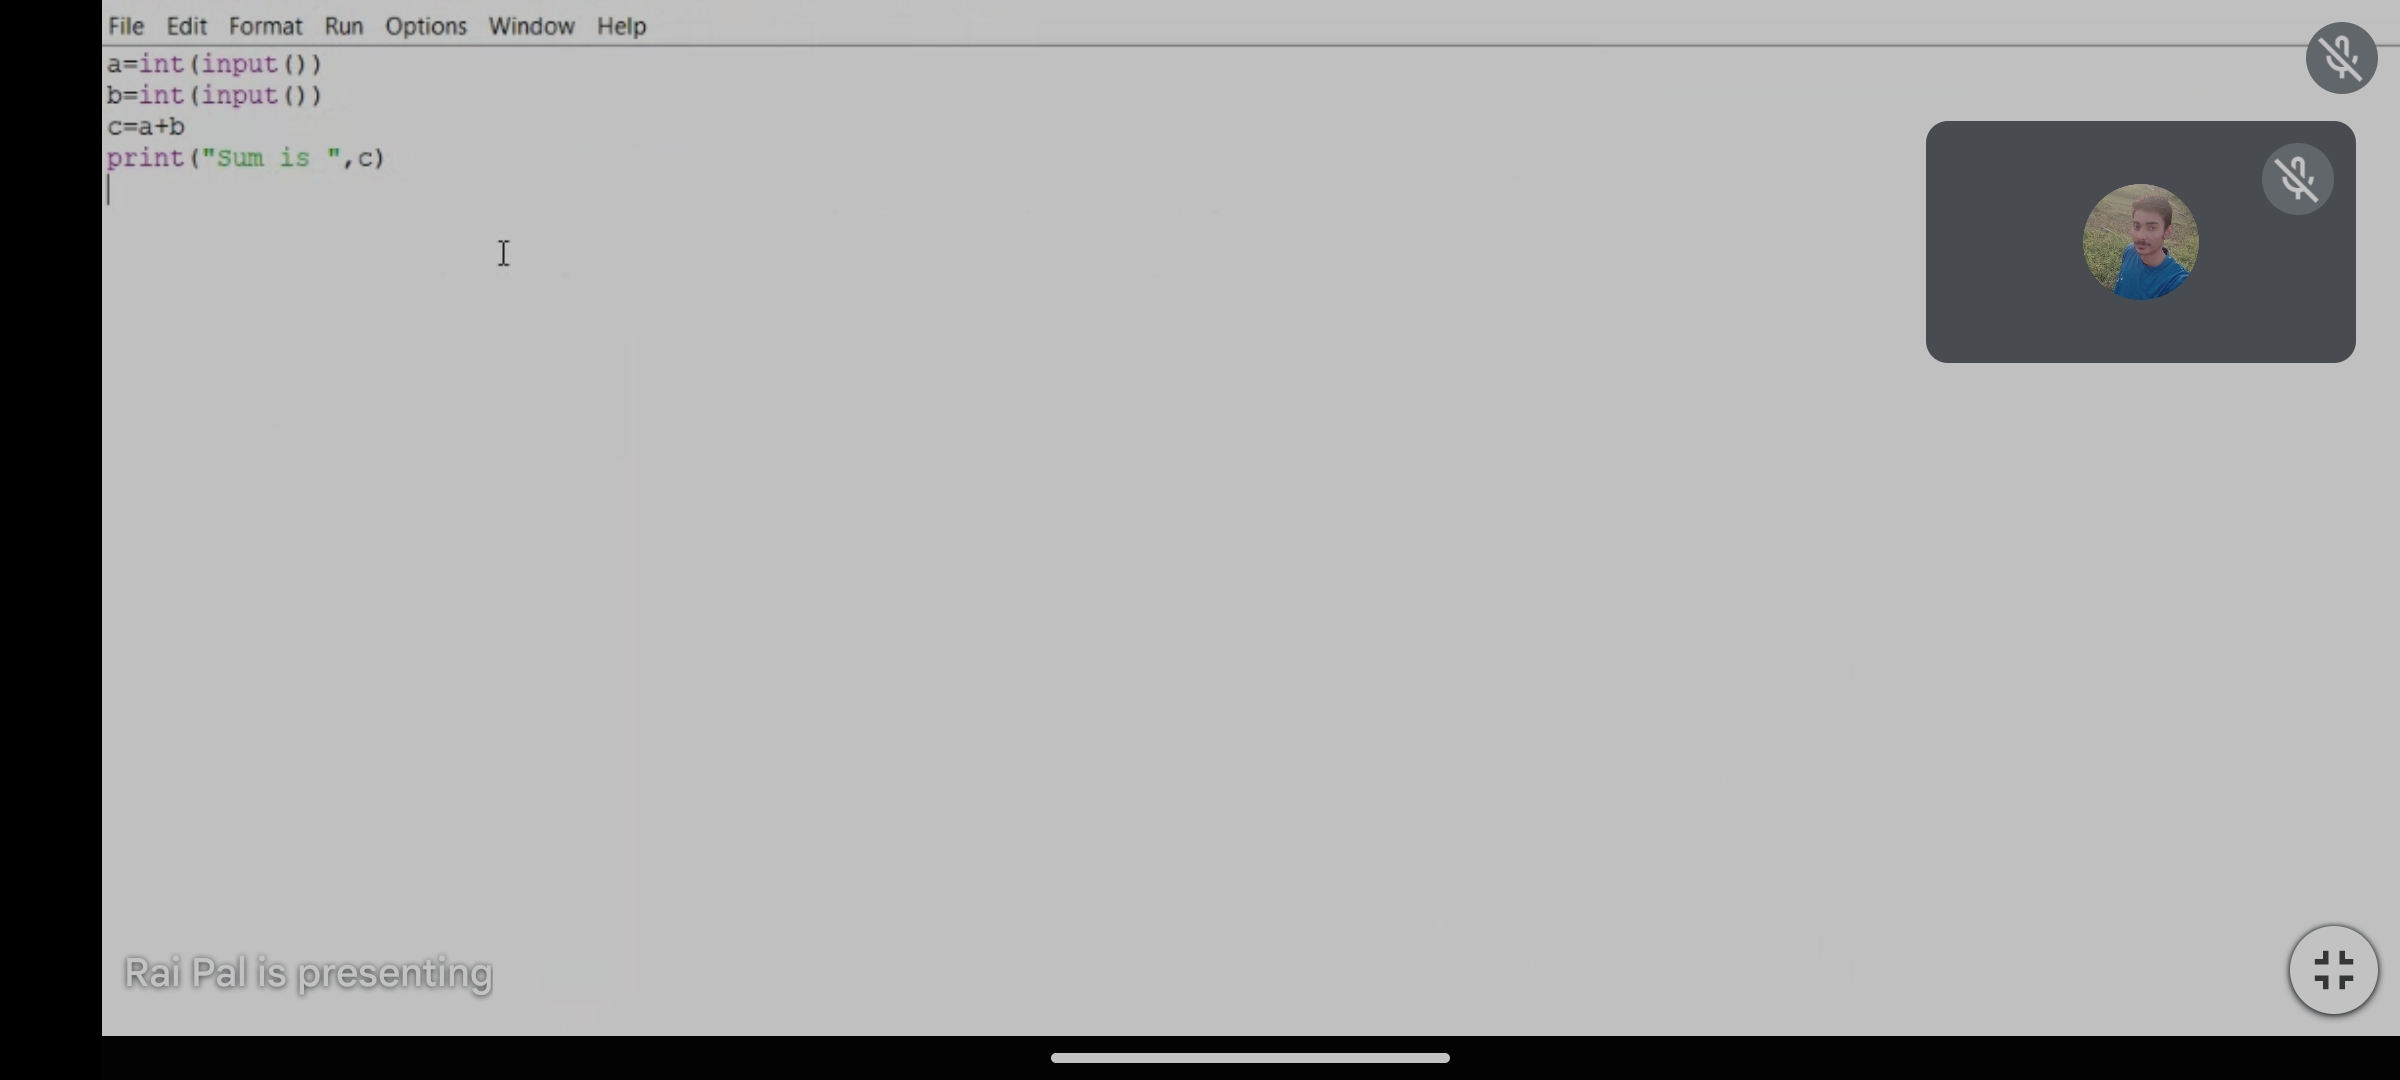 File Edit Format Run Options Window Help
a=int(input())
b=int(input())
c=a+b
print("Sum is ",c)
Rai Pal is presenting